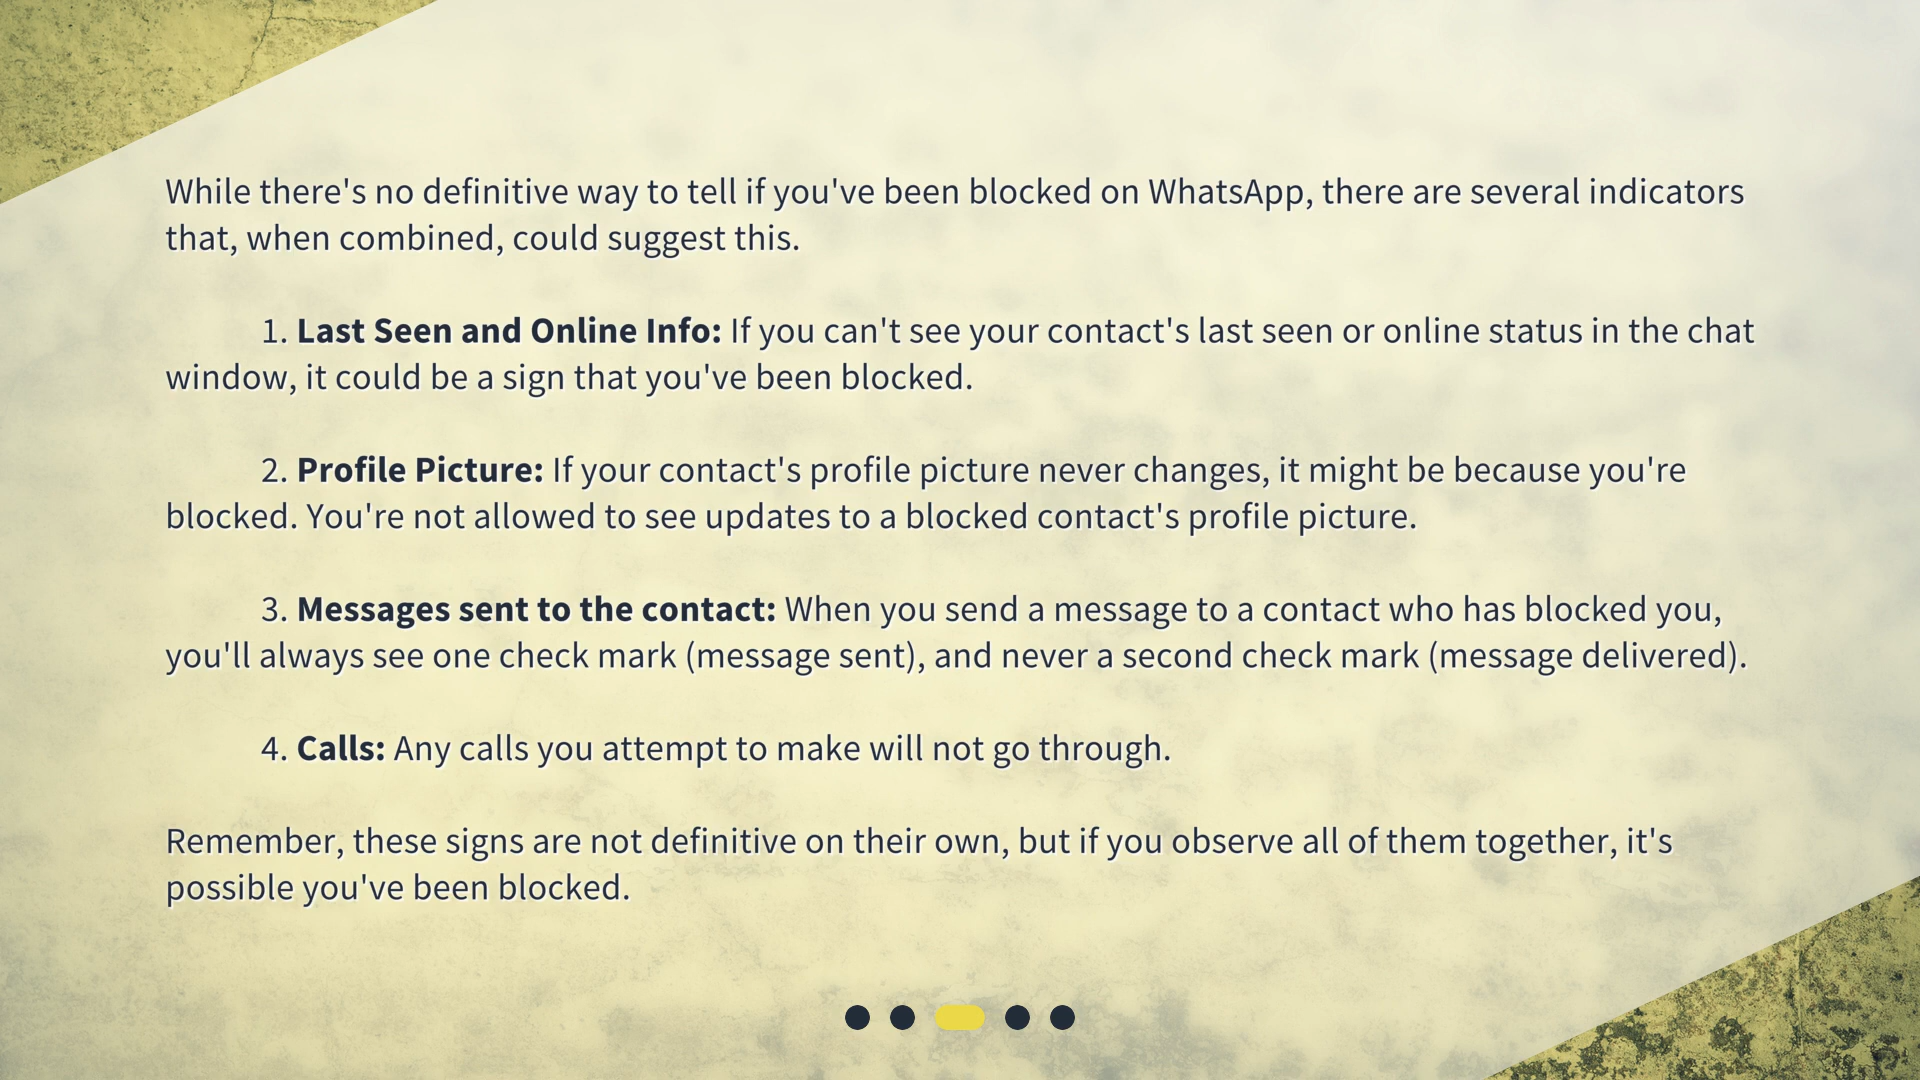 While there's no definitive way to tell if you've been blocked on WhatsApp, there are several indicators
that, when combined, could suggest this.
1. Last Seen and Online Info: If you can't see your contact's last seen or online status in the chat
window, it could be a sign that you've been blocked.
2. Profile Picture: If your contact's profile picture never changes, it might be because you're
blocked. You're not allowed to see updates to a blocked contact's profile picture.
3. Messages sent to the contact: When you send a message to a contact who has blocked you,
you'll always see one check mark (message sent), and never a second check mark (message delivered).
4. Calls: Any calls you attempt to make will not go through.
Remember, these signs are not definitive on their own, but if you observe all of them together, it's
possible you've been blocked.